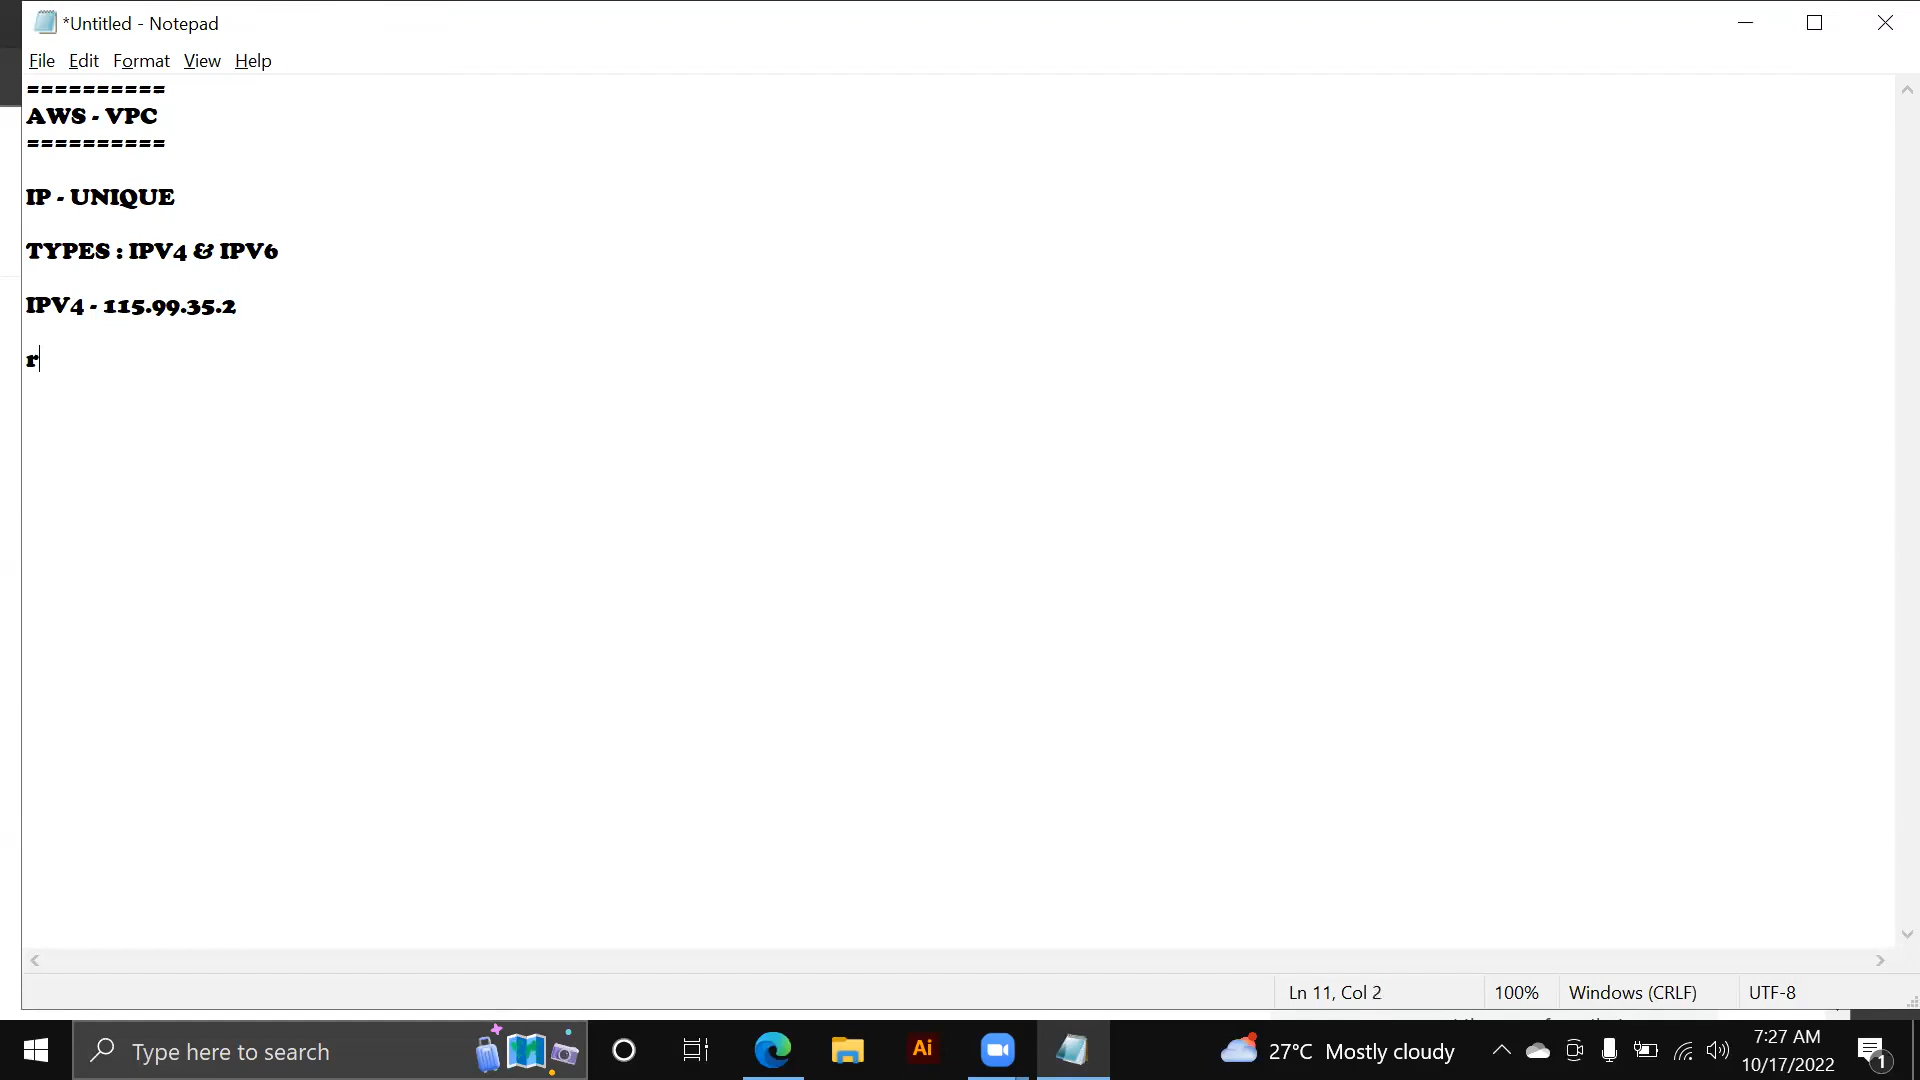 *Untitled - Notepad
File Edit Format View Help
==========
AWS - VPC
==========
IP - UNIQUE
TYPES : IPV4 & IPV6
IPV4 - 115.99.35.2
r
Ln 11, Col 2 100% Windows (CRLF) UTF-8
Type here to search
Ai
27°C Mostly cloudy
7:27 AM
10/17/2022
1